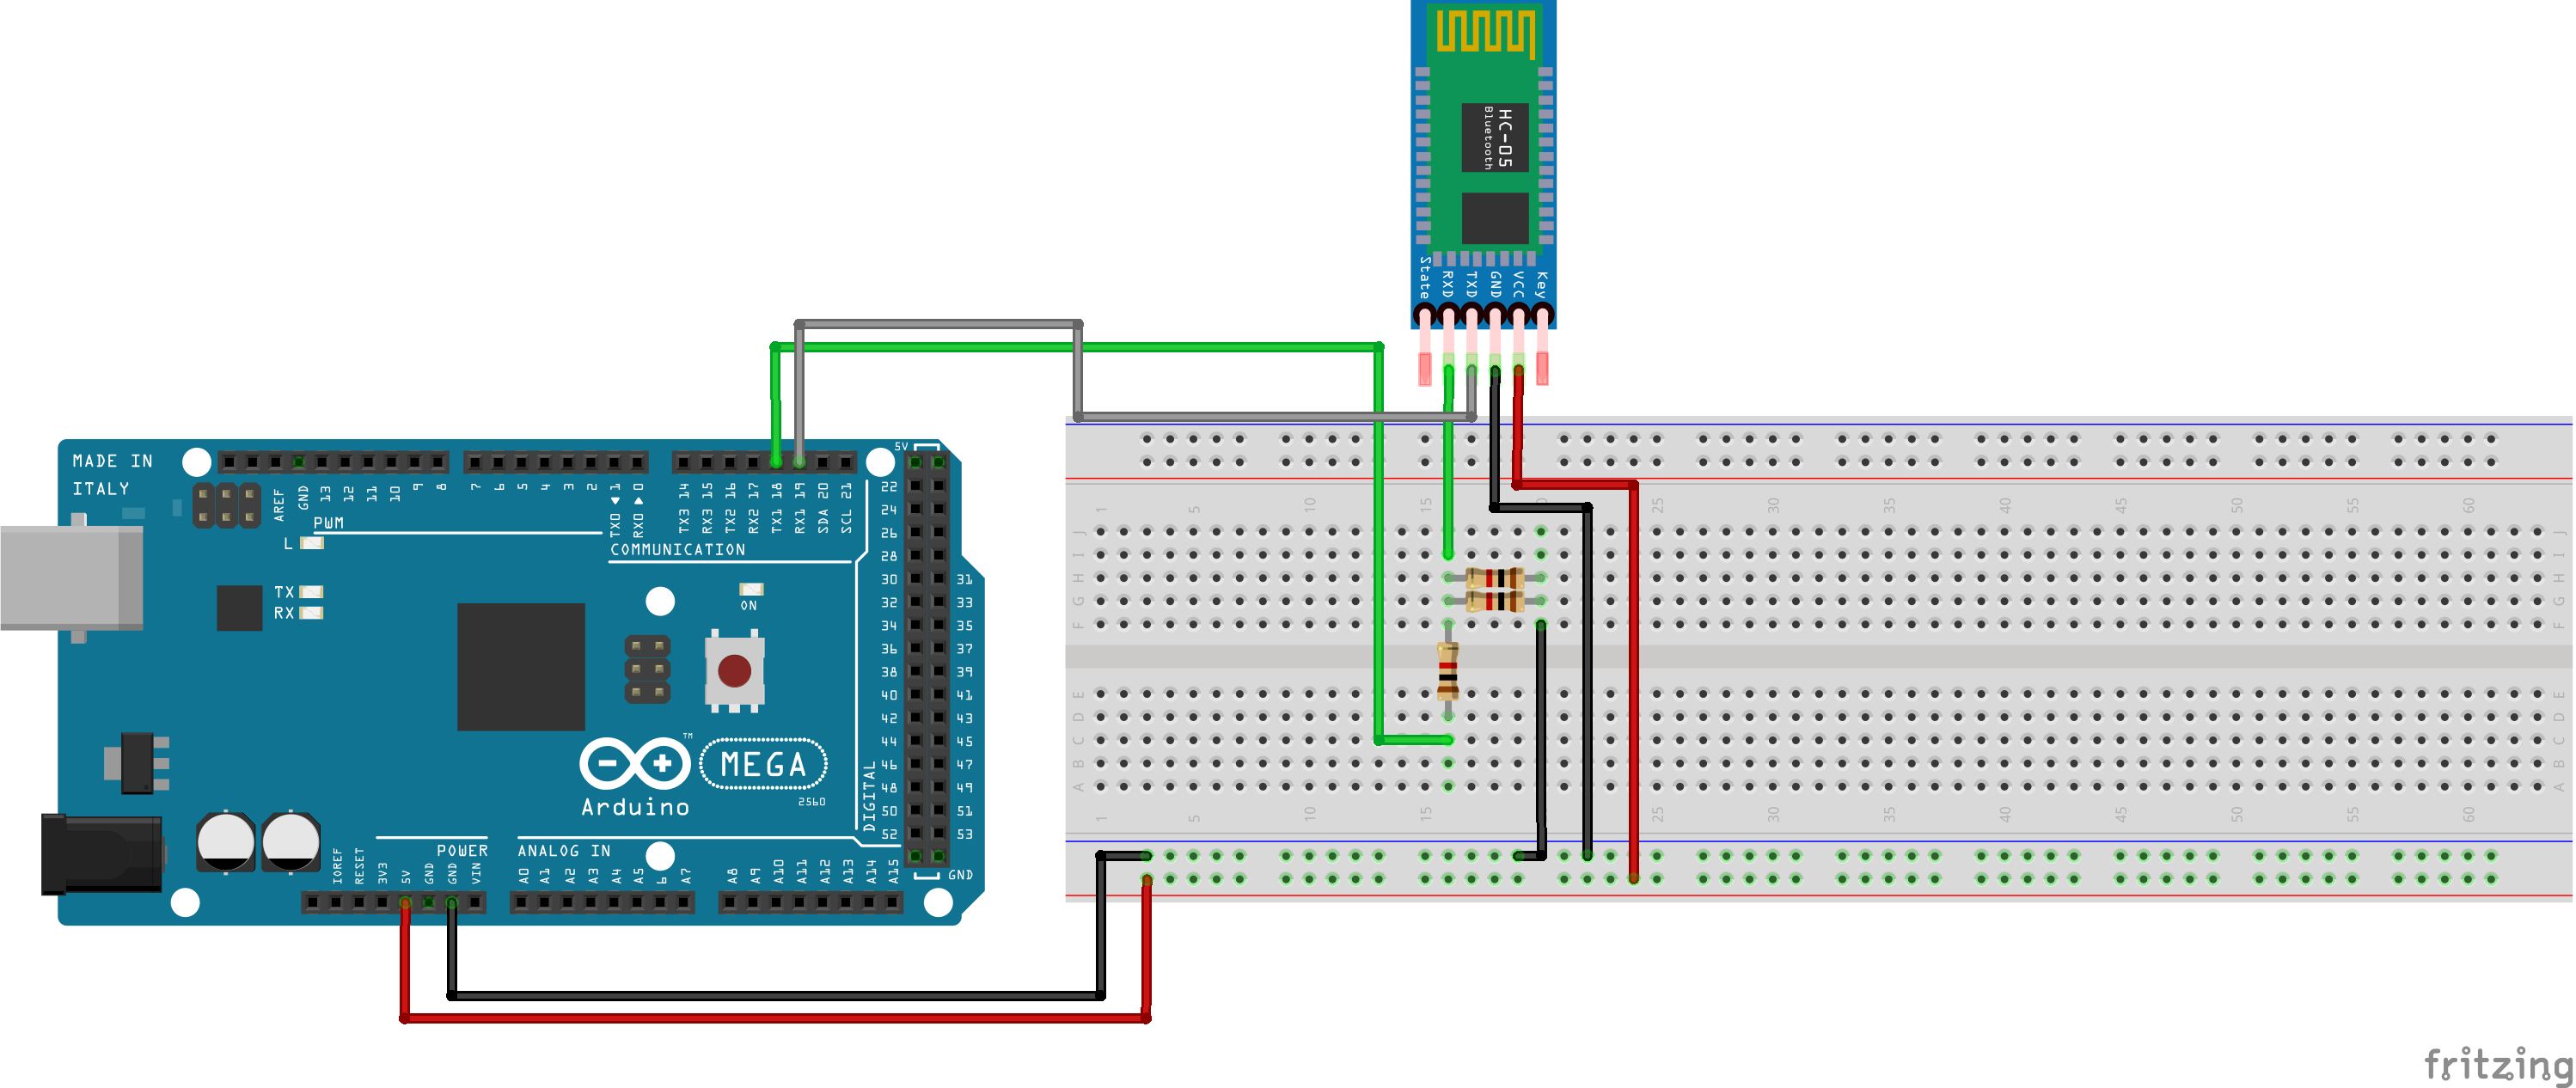 HC-05
Bluetooth
State
RXD
TXD
GND
VCC
Key
MADE IN
ITALY
AREF
GND
13
12
11
10
9
8
7
6
5
4
3
2
TX0 1
RX0 0
TX3 14
RX3 15
TX2 16
RX2 17
TX1 18
RX1 19
SDA 20
SCL 21
PWM
COMMUNICATION
L
TX
RX
ON
5V
22
24
26
28
30 31
32 33
34 35
36 37
38 39
40 41
42 43
44 45
46 47
48 49
50 51
52 53
GND
DIGITAL
TM
MEGA
Arduino
2560
POWER
ANALOG IN
IOREF
RESET
3V3
5V
GND
GND
VIN
A0
A1
A2
A3
A4
A5
6
A7
A8
A9
A10
A11
A12
A13
A14
A15
1 5 10 15 25 30 35 40 45 50 55 60
J J
I I
H H
G G
F F
E E
D D
C C
B B
A A
1 5 10 15 25 30 35 40 45 50 55 60
fritzing